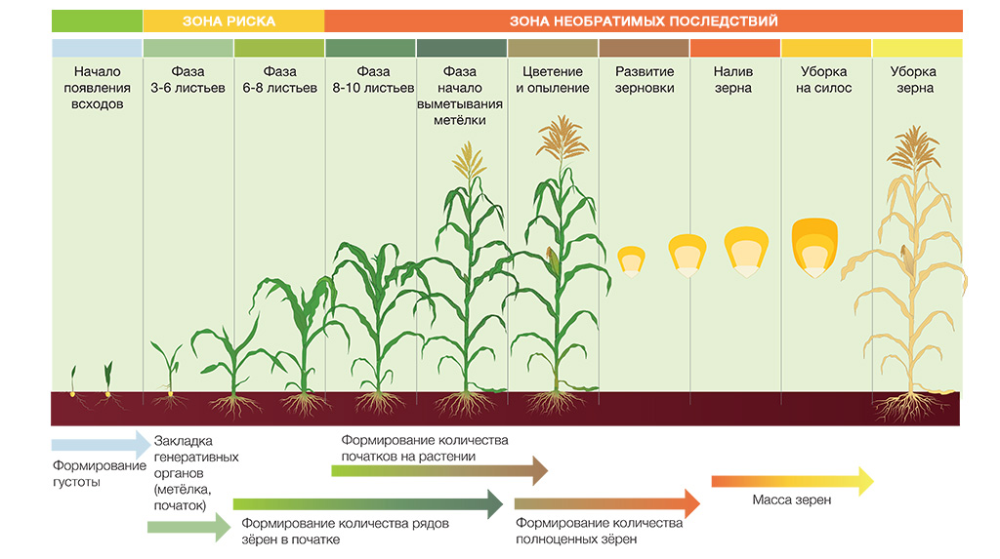 ЗОНА РИСКА
ЗОНА НЕОБРАТИМЫХ ПОСЛЕДСТВИЙ
Начало
появления
всходов
Фаза
3-6 листьев
Фаза
6-8 листьев
Фаза
8-10 листьев
Фаза
начало
выметывания
метёлки
Цветение
и опыление
Развитие
зерновки
Налив
зерна
Уборка
на силос
Уборка
зерна
Формирование
густоты
Закладка
генеративных
органов
(метёлка,
початок)
Формирование количества
початков на растении
Формирование количества рядов
зёрен в початке
Формирование количества
полноценных зёрен
Масса зерен